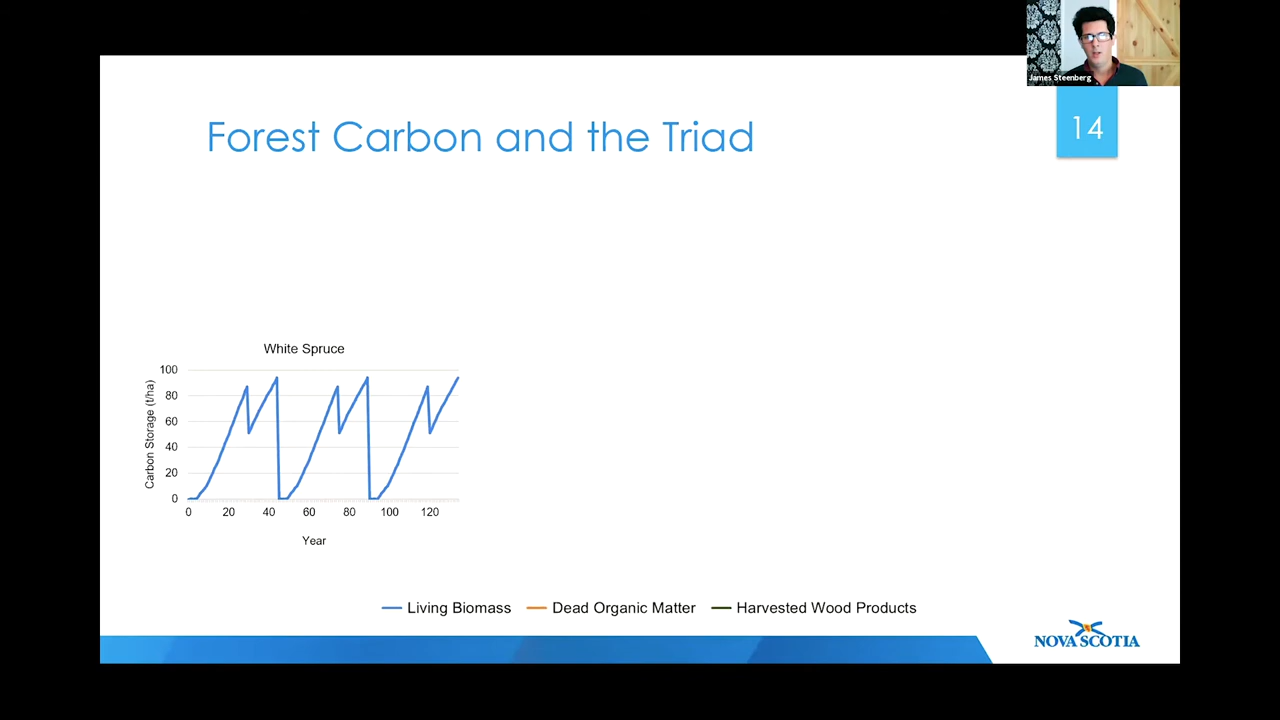 James Steenberg
14
Forest Carbon and the Triad
White Spruce
Carbon Storage (t/ha)
100
80
60
40
20
0
0 20 40 60 80 100 120
Year
Living Biomass Dead Organic Matter Harvested Wood Products
NOVA SCOTIA